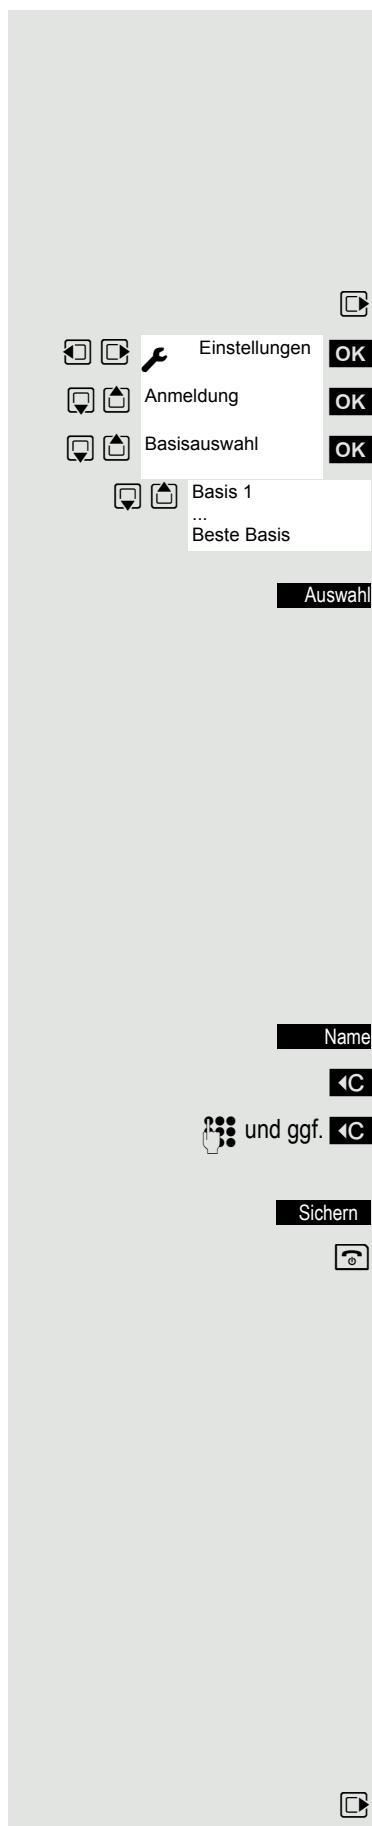 Einstellungen OK
Anmeldung OK
Basisauswahl OK
Basis 1
...
Beste Basis
Auswahl
Name
C
und ggf. C
Sichern